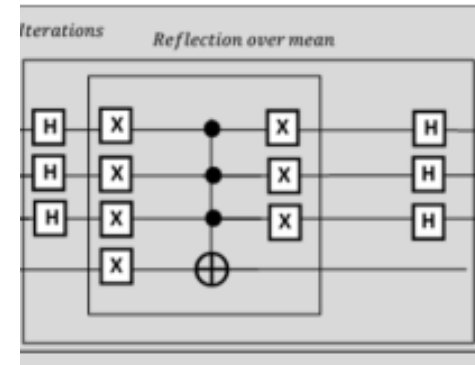 Iterations
Reflection over mean
H X X H
H X X H
H X X H
X